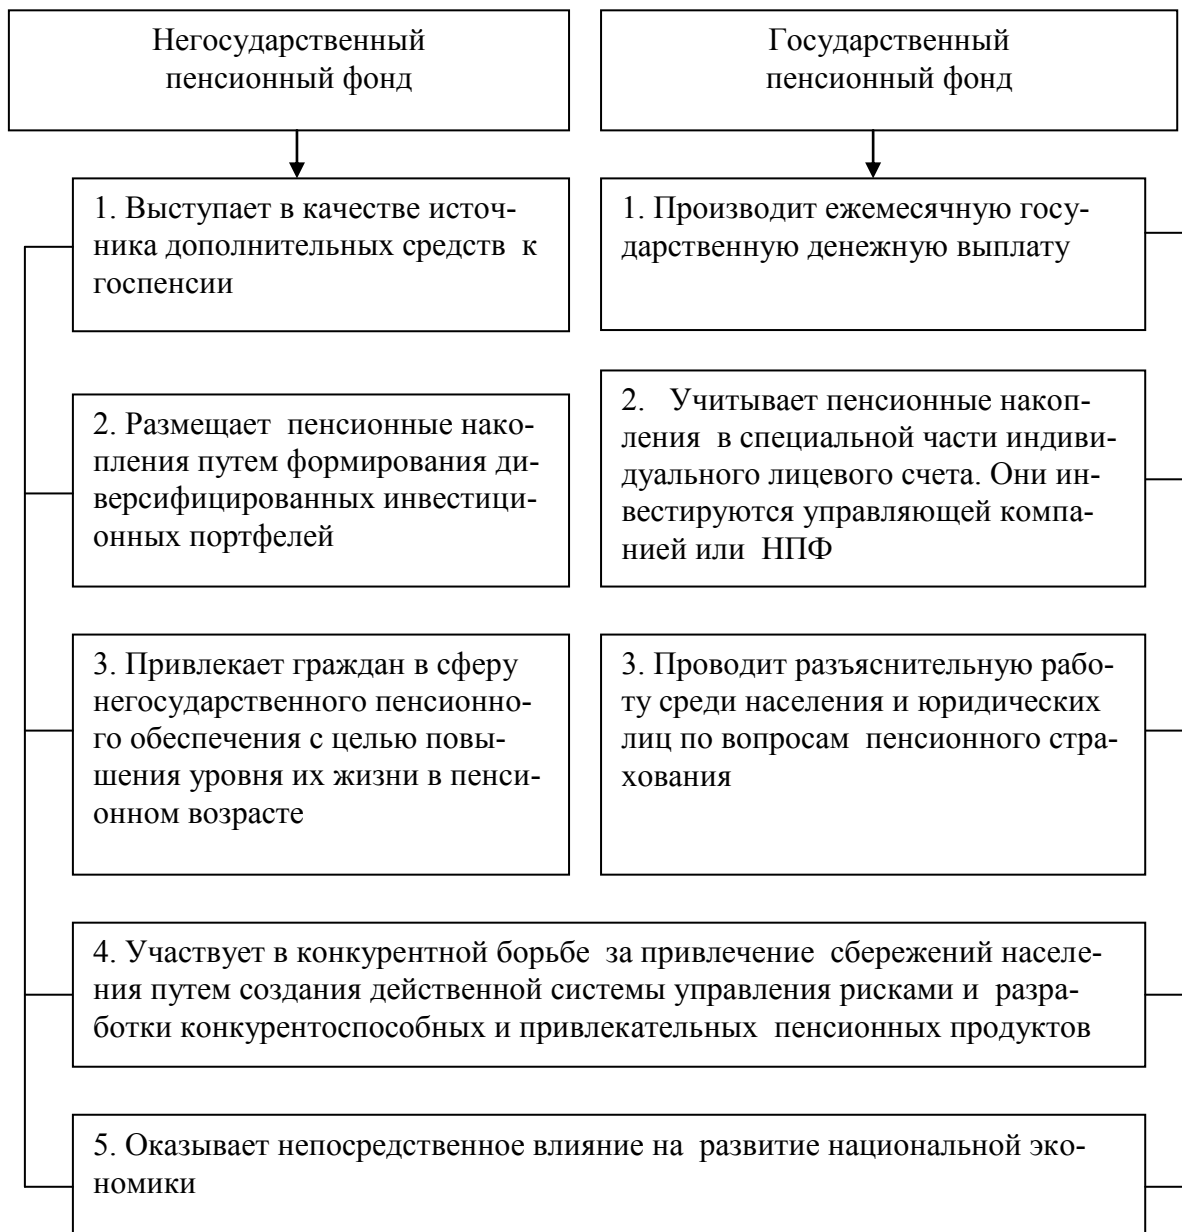 Негосударственный
пенсионный фонд
Государственный
пенсионный фонд
1. Выступает в качестве источ-
ника дополнительных средств к
госпенсии
1. Производит ежемесячную госу-
дарственную денежную выплату
2. Размещает пенсионные нако-
пления путем формирования ди-
версифицированных инвестици-
онных портфелей
2. Учитывает пенсионные накоп-
ления в специальной части индиви-
дуального лицевого счета. Они ин-
вестируются управляющей компа-
нией или НПФ
3. Привлекает граждан в сферу
негосударственного пенсионно-
го обеспечения с целью повы-
шения уровня их жизни в пенси-
онном возрасте
3. Проводит разъяснительную рабо-
ту среди населения и юридических
лиц по вопросам пенсионного стра-
хования
4. Участвует в конкурентной борьбе за привлечение сбережений населе-
ния путем создания действенной системы управления рисками и разра-
ботки конкурентоспособных и привлекательных пенсионных продуктов
5. Оказывает непосредственное влияние на развитие национальной эко-
номики